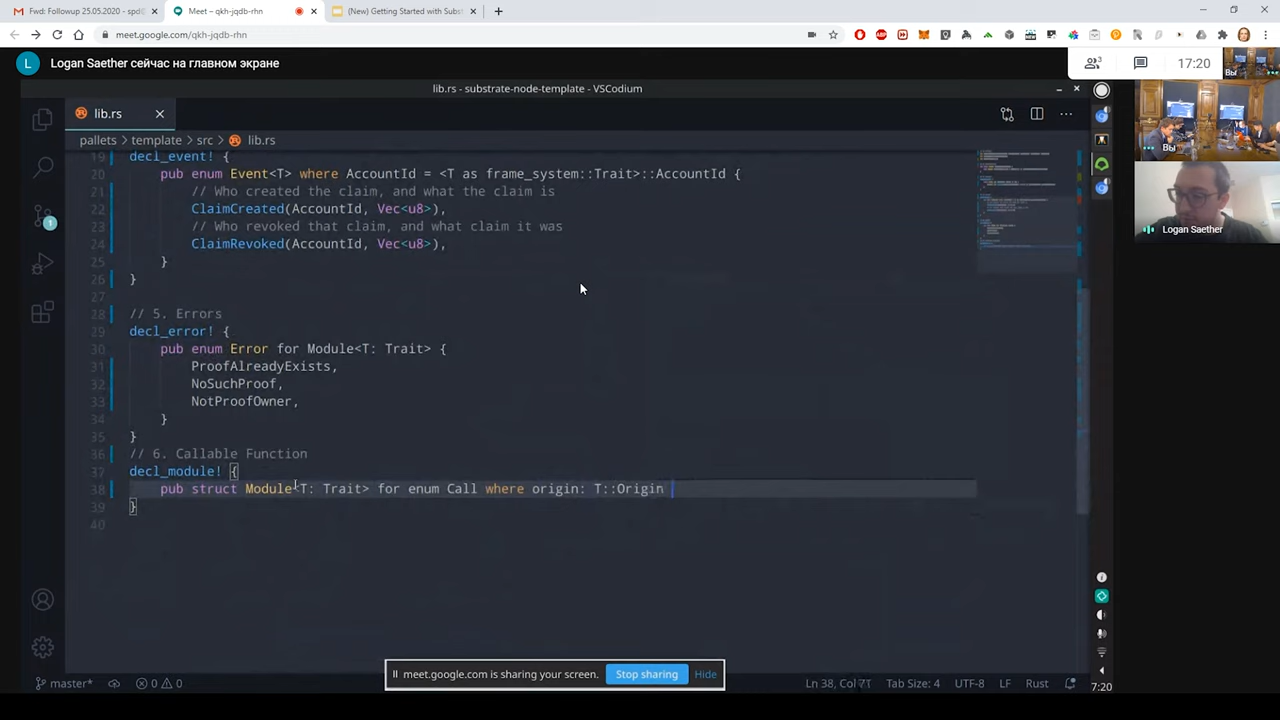 Fwd: Followup 25.05.2020 - spd@
Meet – qkh-jqdb-rhn
(New) Getting Started with Subst
meet.google.com/qkh-jqdb-rhn
L
Logan Saether сейчас на главном экране
3
17:20
Вы
lib.rs - substrate-node-template - VSCodium
lib.rs
pallets > template > src > lib.rs
Вы
Logan Saether
1
19 decl_event! {
20 pub enum Event<T> where AccountId = <T as frame_system::Trait>::AccountId {
21 // Who created the claim, and what the claim is
22 ClaimCreated(AccountId, Vec<u8>),
23 // Who revoked that claim, and what claim it was
24 ClaimRevoked(AccountId, Vec<u8>),
25 }
26 }
27
28 // 5. Errors
29 decl_error! {
30 pub enum Error for Module<T: Trait> {
31 ProofAlreadyExists,
32 NoSuchProof,
33 NotProofOwner,
34 }
35 }
36 // 6. Callable Function
37 decl_module! {
38 pub struct Module<T: Trait> for enum Call where origin: T::Origin
39 }
40
meet.google.com is sharing your screen. Stop sharing Hide
master* 0 0 Ln 38, Col 71 Tab Size: 4 UTF-8 LF Rust
7:20